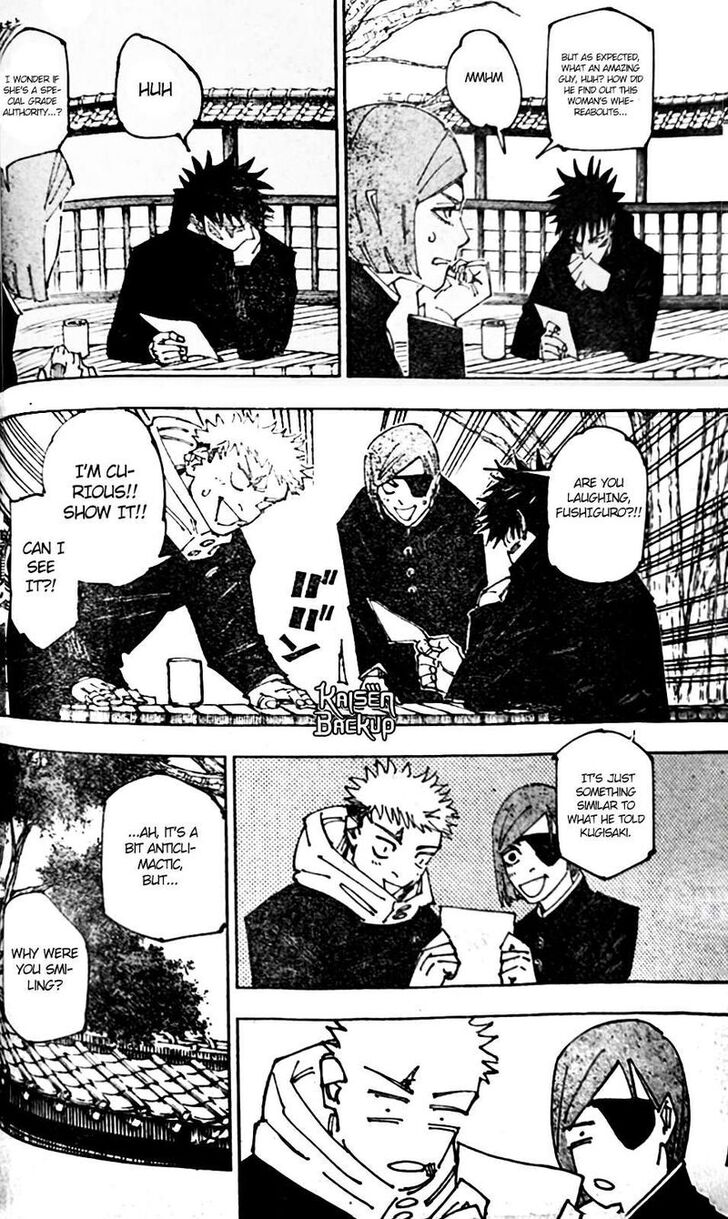 BUT AS EXPECTED,
WHAT AN AMAZING
GUY, HUH? HOW DID
HE FIND OUT THIS
WOMAN'S WHE-
REABOUTS...
MMHM
HUH
I WONDER IF
SHE'S A SPE-
CIAL GRADE
AUTHORITY...?
ARE YOU
LAUGHING,
FUSHIGURO?!!
I'M CU-
RIOUS!!
SHOW IT!!
CAN I
SEE
IT?!
バ"
バ"
ン
KAISEN
BACKUP
IT'S JUST
SOMETHING
SIMILAR TO
WHAT HE TOLD
KUGISAKI.
...AH, IT'S A
BIT ANTICLI-
MACTIC,
BUT...
WHY WERE
YOU SMI-
LING?